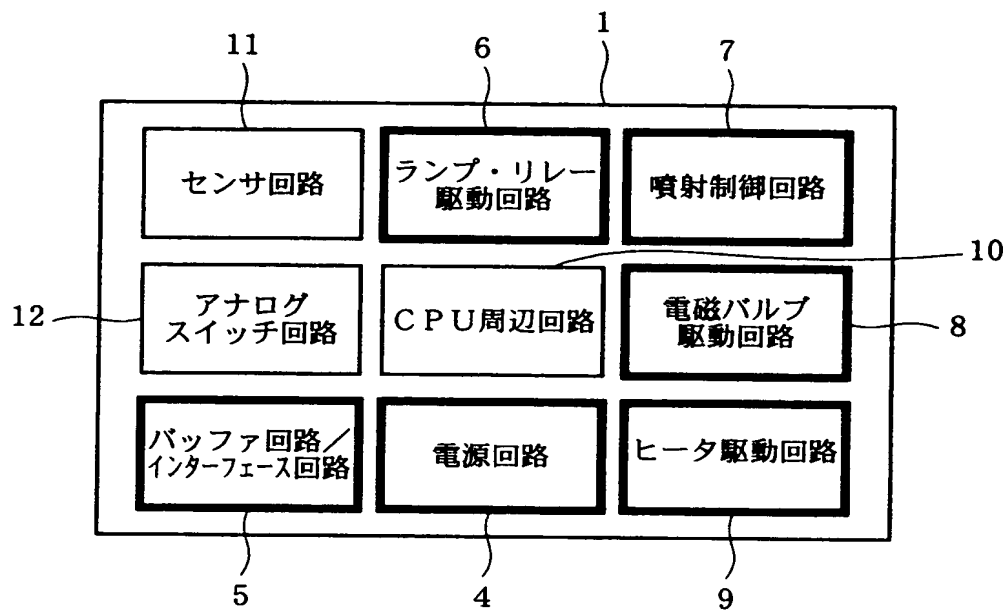 1
11
6
7
センサ回路
ランプ・リレー
駆動回路
噴射制御回路
10
12
アナログ
スイッチ回路
CPU周辺回路
電磁バルブ
駆動回路
8
バッファ回路／
インターフェース回路
電源回路
ヒータ駆動回路
5
4
9